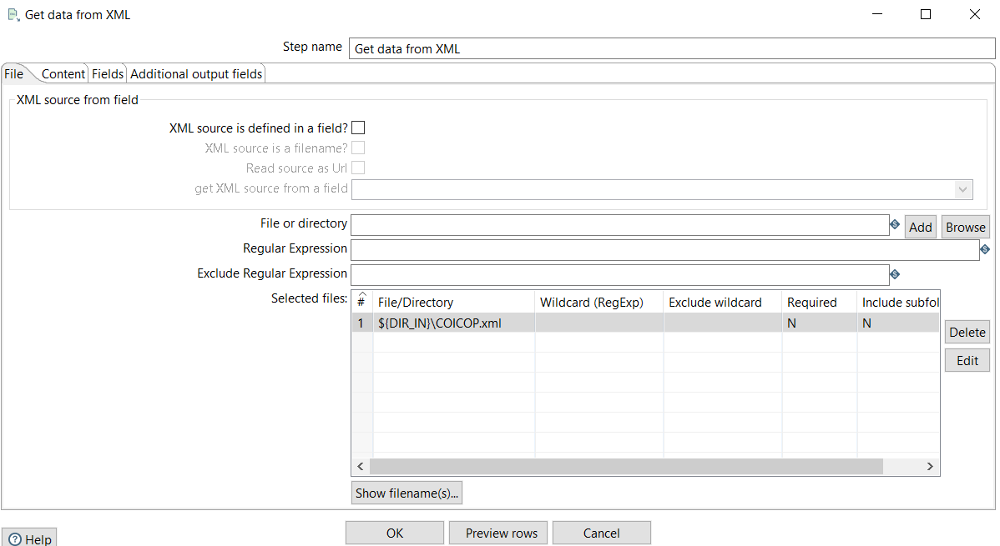 Get data from XML
Step name Get data from XML
File Content Fields Additional output fields
XML source from field
XML source is defined in a field?
XML source is a filename?
Read source as Url
get XML source from a field
File or directory Add Browse
Regular Expression
Exclude Regular Expression
Selected files: # File/Directory Wildcard (RegExp) Exclude wildcard Required Include subfol
1 ${DIR_IN}\COICOP.xml N N
Delete
Edit
Show filename(s)...
OK Preview rows Cancel
Help